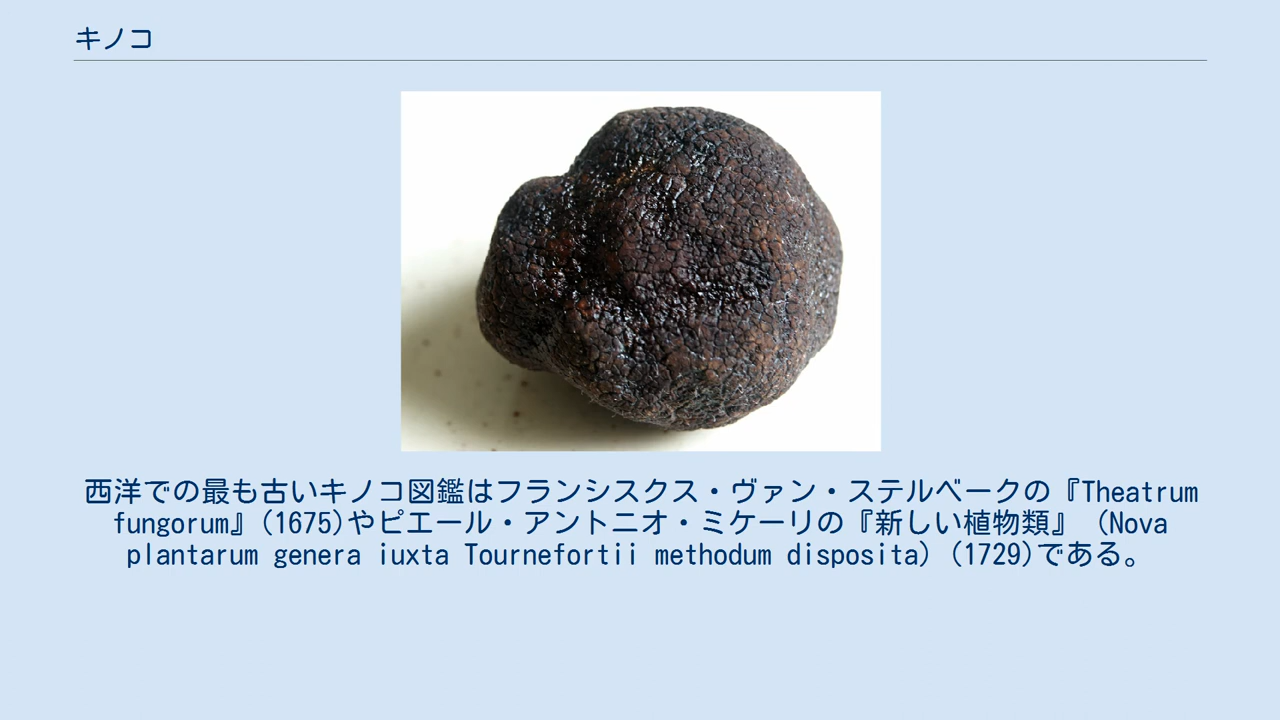 キノコ
西洋での最も古いキノコ図鑑はフランシスクス・ヴァン・ステルベークの『Theatrum
fungorum』(1675)やピエール・アントニオ・ミケーリの『新しい植物類』 (Nova
plantarum genera iuxta Tournefortii methodum disposita) (1729)である。